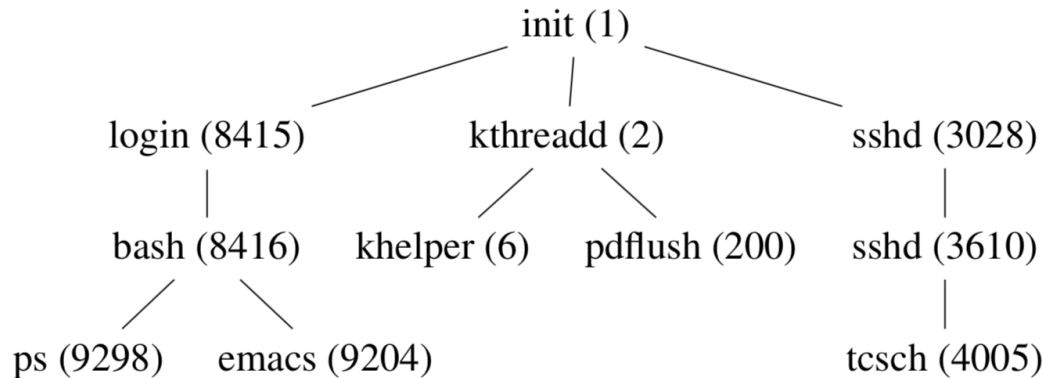 init (1)
login (8415) kthreadd (2) sshd (3028)
bash (8416) khelper (6) pdflush (200) sshd (3610)
ps (9298) emacs (9204) tcsch (4005)